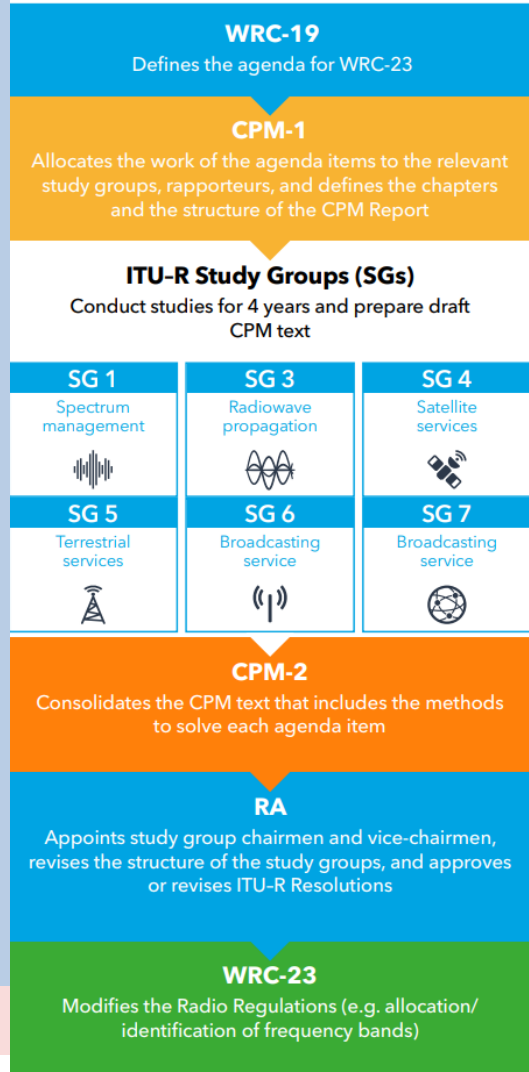 WRC-19
Defines the agenda for WRC-23
CPM-1
Allocates the work of the agenda items to the relevant
study groups, rapporteurs, and defines the chapters
and the structure of the CPM Report
ITU-R Study Groups (SGs)
Conduct studies for 4 years and prepare draft
CPM text
SG 1
Spectrum
management
SG 3
Radiowave
propagation
SG 4
Satellite
services
SG 5
Terrestrial
services
SG 6
Broadcasting
service
SG 7
Broadcasting
service
CPM-2
Consolidates the CPM text that includes the methods
to solve each agenda item
RA
Appoints study group chairmen and vice-chairmen,
revises the structure of the study groups, and approves
or revises ITU-R Resolutions
WRC-23
Modifies the Radio Regulations (e.g. allocation/
identification of frequency bands)